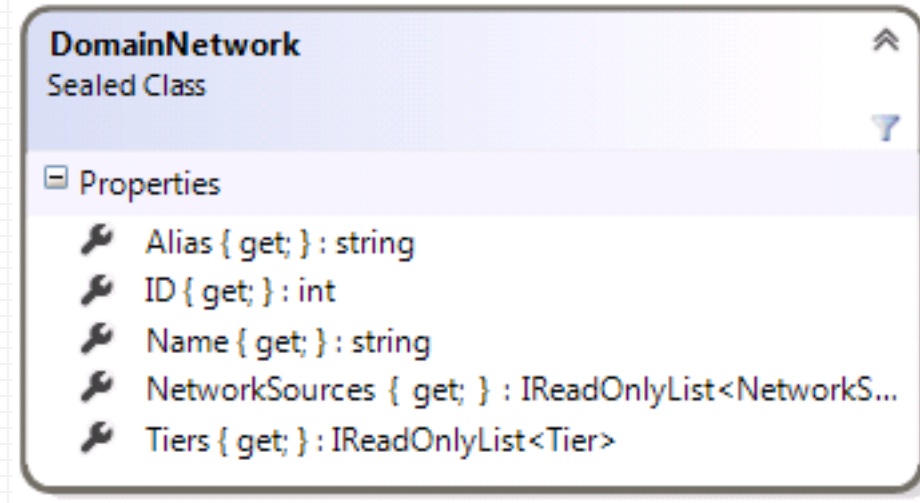 DomainNetwork
Sealed Class
Properties
Alias { get; } : string
ID { get; } : int
Name { get; } : string
NetworkSources { get; } : IReadOnlyList<NetworkS...
Tiers { get; } : IReadOnlyList<Tier>